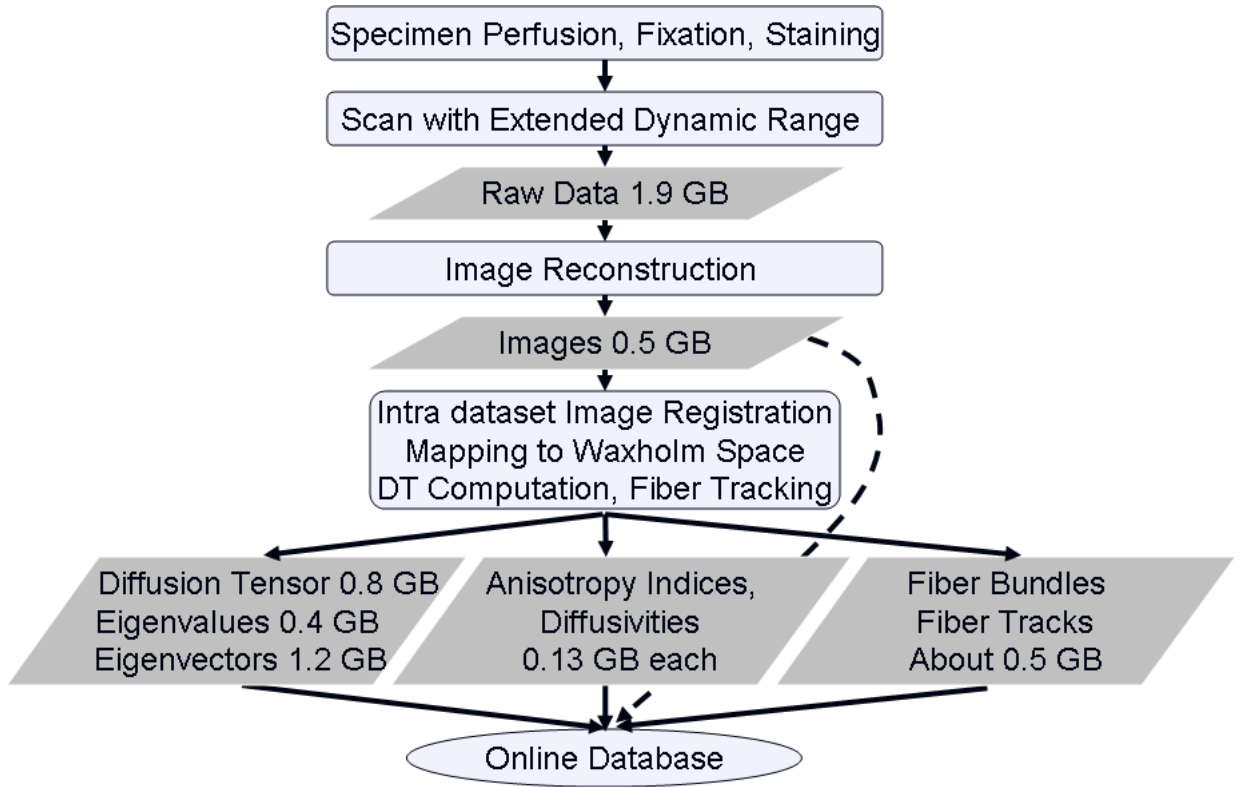 Specimen Perfusion, Fixation, Staining
Scan with Extended Dynamic Range
Raw Data 1.9 GB
Image Reconstruction
Images 0.5 GB
Intra dataset Image Registration
Mapping to Waxholm Space
DT Computation, Fiber Tracking
Diffusion Tensor 0.8 GB
Eigenvalues 0.4 GB
Eigenvectors 1.2 GB
Anisotropy Indices,
Diffusivities
0.13 GB each
Fiber Bundles
Fiber Tracks
About 0.5 GB
Online Database